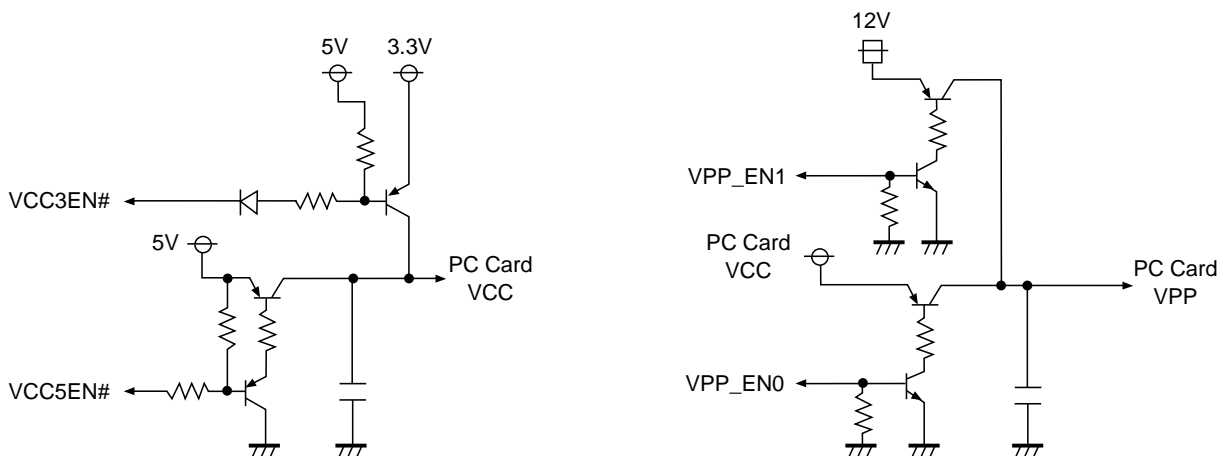 5V
3.3V
VCC3EN#
5V
PC Card
VCC
VCC5EN#
12V
VPP_EN1
PC Card
VCC
PC Card
VPP
VPP_EN0